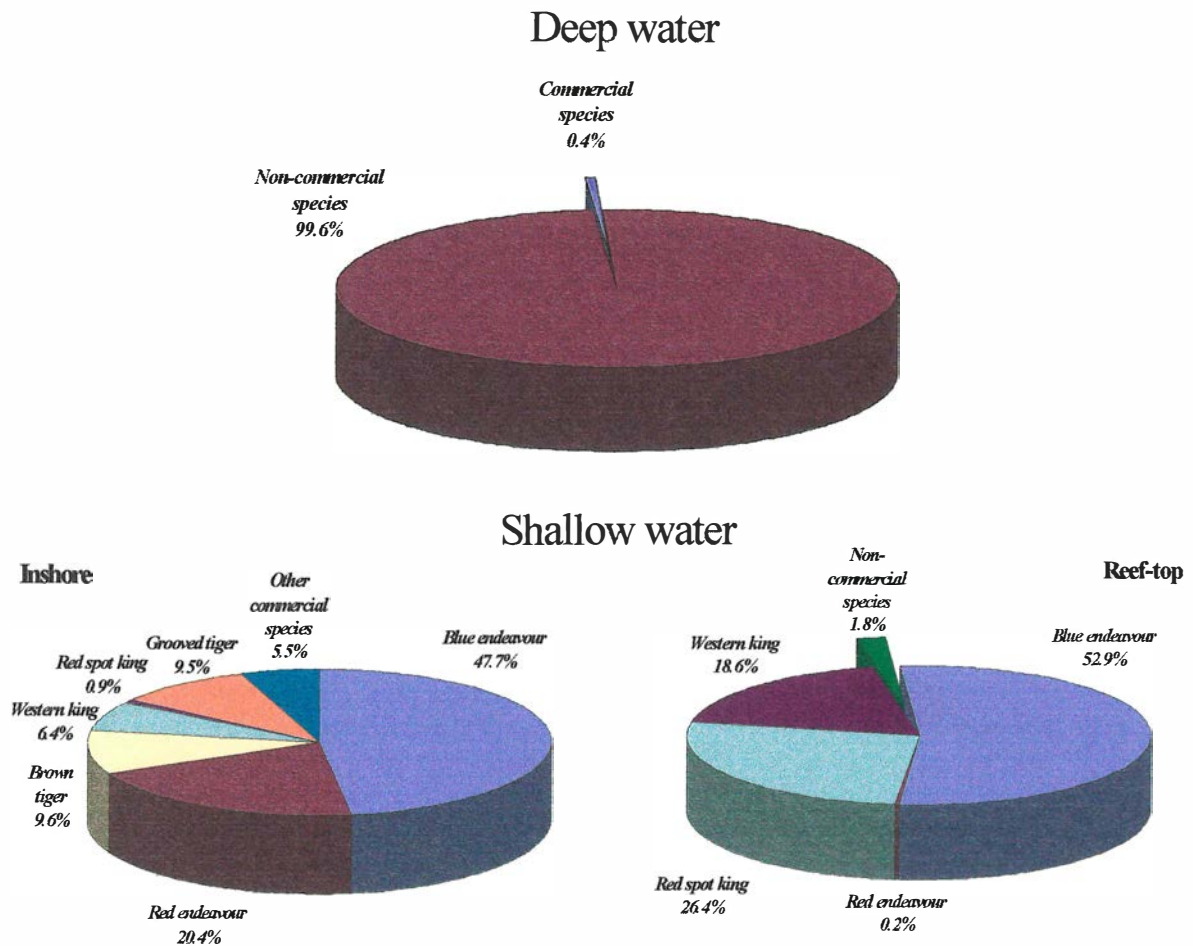 Deep water
Commercial
species
0.4%
Non-commercial
species
99.6%
Shallow water
Inshore
Other
commercial
species
5.5%
Grooved tiger
9.5%
Red spot king
0.9%
Western king
6.4%
Brown
tiger
9.6%
Red endeavour
20.4%
Blue endeavour
47.7%
Reef-top
Non-
commercial
species
1.8%
Western king
18.6%
Blue endeavour
52.9%
Red spot king
26.4%
Red endeavour
0.2%